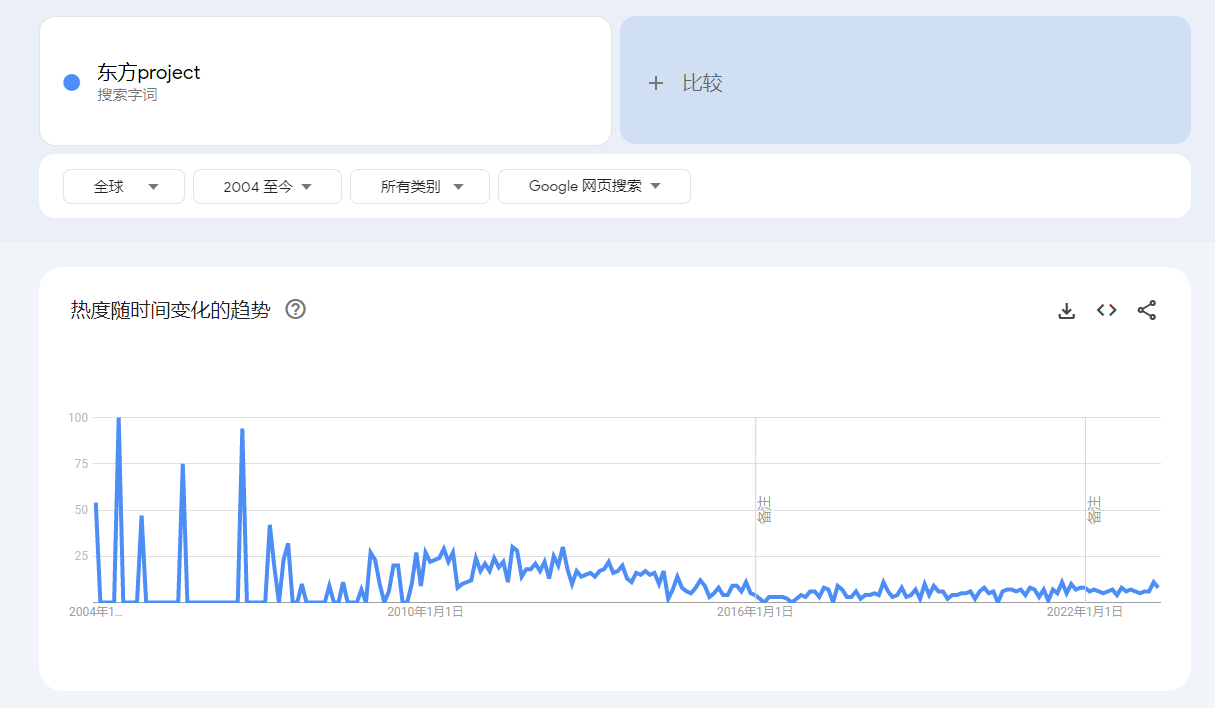 东方project
搜索字词
+ 比较
全球
2004 至今
所有类别
Google 网页搜索
热度随时间变化的趋势
100
75
50
25
备注
备注
2004年1…
2010年1月1日
2016年1月1日
2022年1月1日